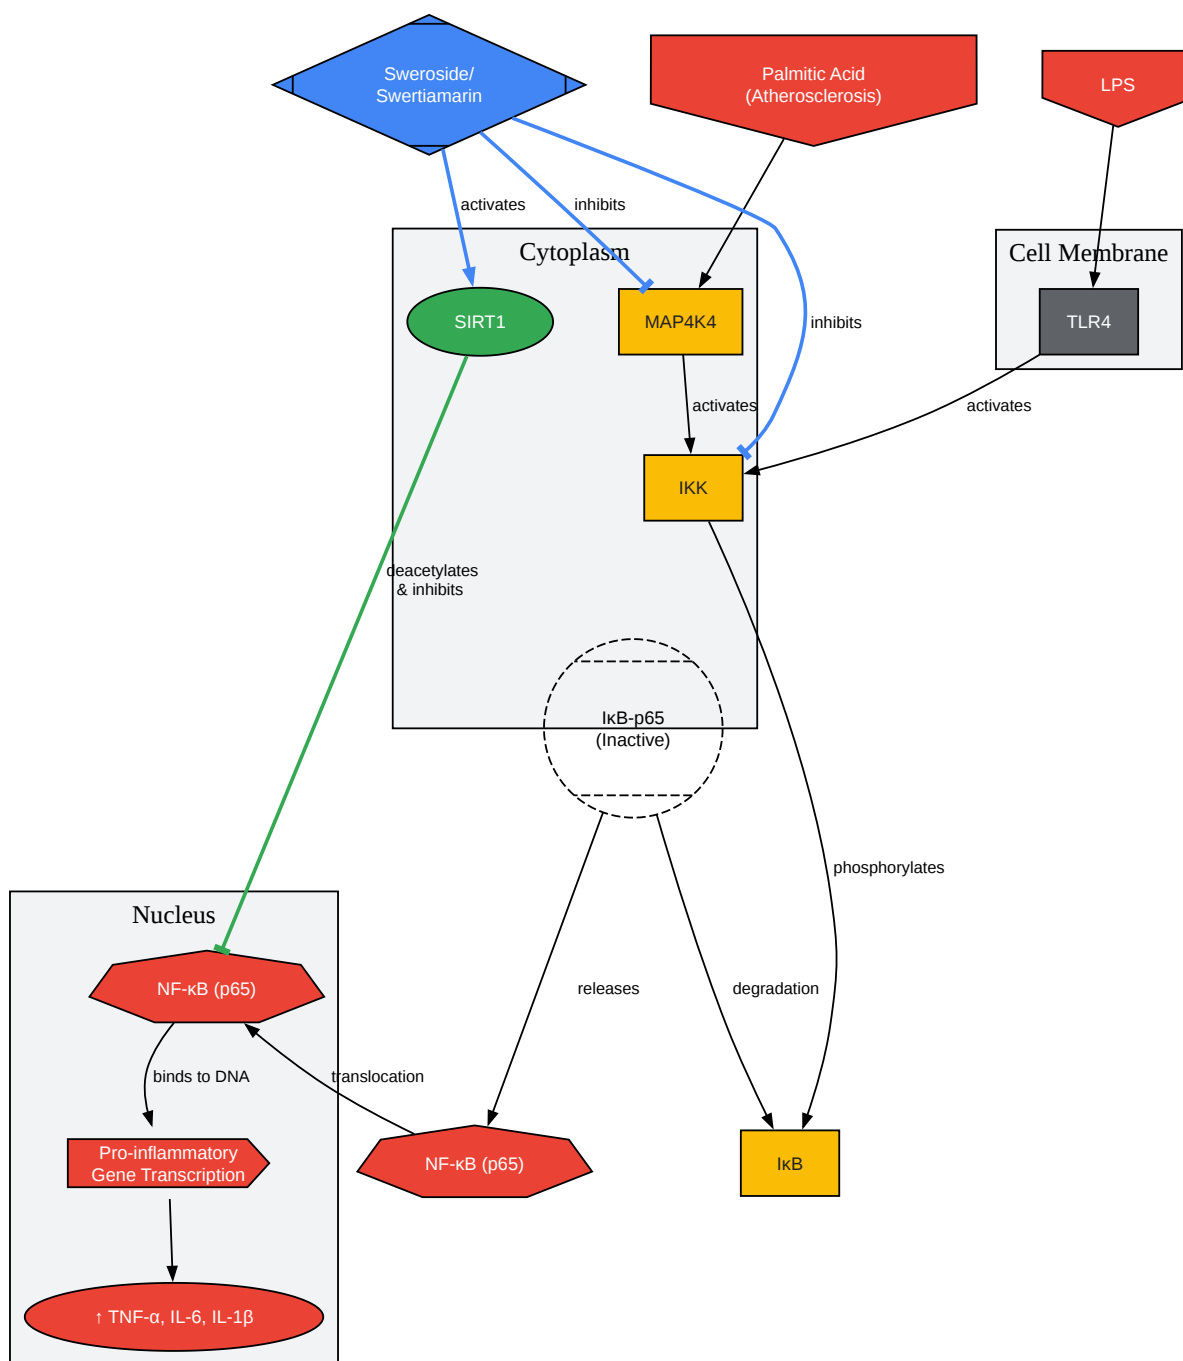 Sweroside/
Swertiamarin
Palmitic Acid
(Atherosclerosis)
LPS
activates
inhibits
Cytoplasm
Cell Membrane
SIRT1
MAP4K4
inhibits
TLR4
activates
activates
IKK
deacetylates
& inhibits
IκB-p65
(Inactive)
phosphorylates
Nucleus
NF-κB (p65)
releases
degradation
binds to DNA
translocation
Pro-inflammatory
Gene Transcription
NF-κB (p65)
IκB
↑ TNF-α, IL-6, IL-1β